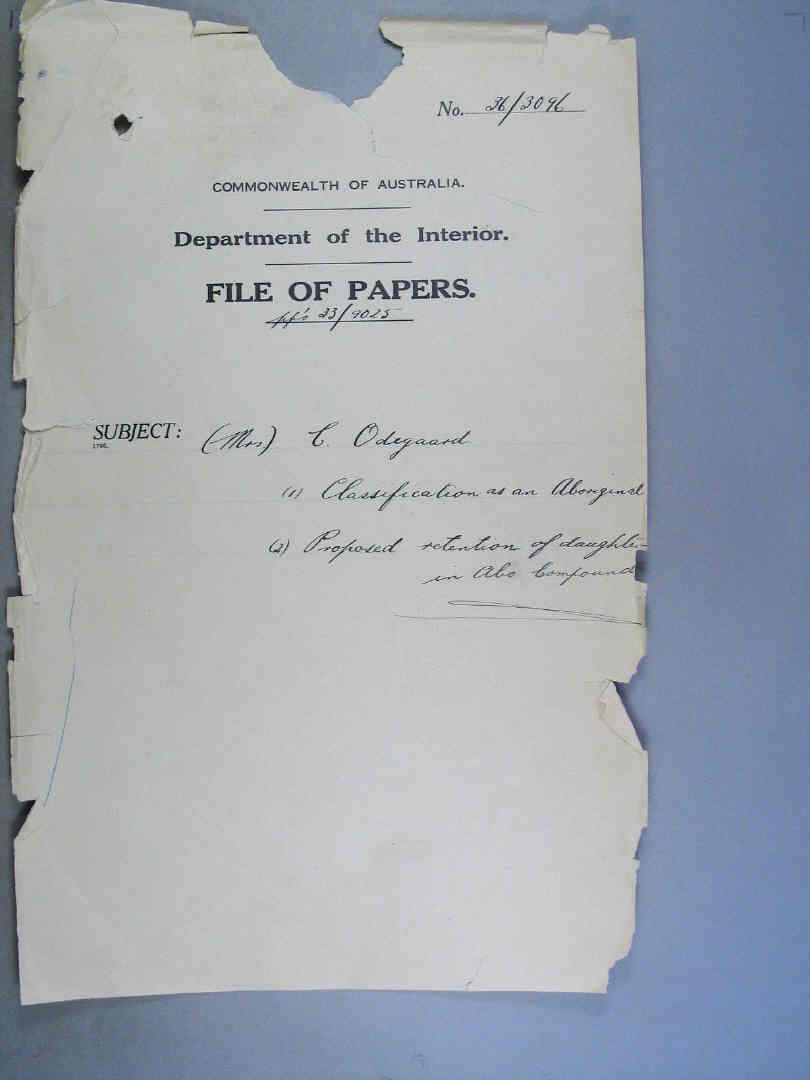 No. 36/3096
COMMONWEALTH OF AUSTRALIA.
Department of the Interior.
FILE OF PAPERS.
pp's 33/9025
SUBJECT: (Mrs) C. Odegaard
(1) Classification as an Aboriginal
(2) Proposed retention of daughter
in Abo Compound